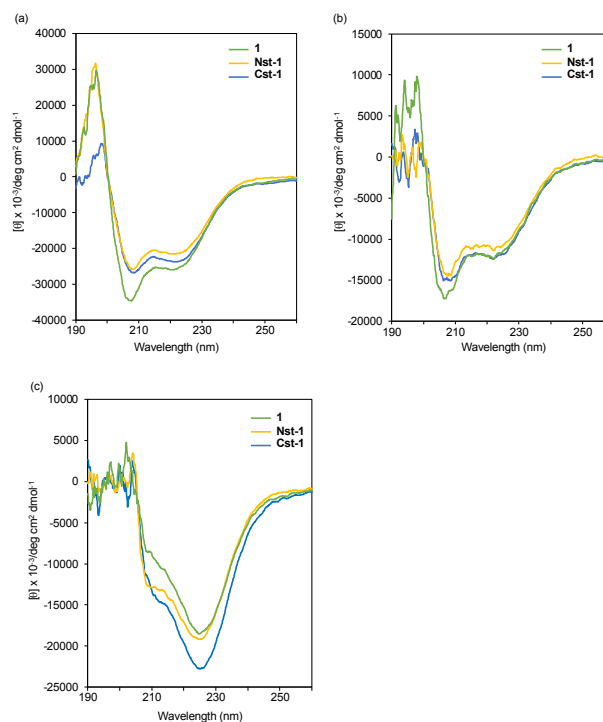 (a)
1
Nst-1
Cst-1
40000
30000
20000
10000
0
-10000
-20000
-30000
-40000
190 210 230 250
[θ] x 10⁻³/deg cm² dmol⁻¹
Wavelength (nm)
(b)
1
Nst-1
Cst-1
15000
10000
5000
0
-5000
-10000
-15000
-20000
190 210 230 250
[θ] x 10⁻³/deg cm² dmol⁻¹
Wavelength (nm)
(c)
1
Nst-1
Cst-1
10000
5000
0
-5000
-10000
-15000
-20000
-25000
190 210 230 250
[θ] x 10⁻³/deg cm² dmol⁻¹
Wavelength (nm)